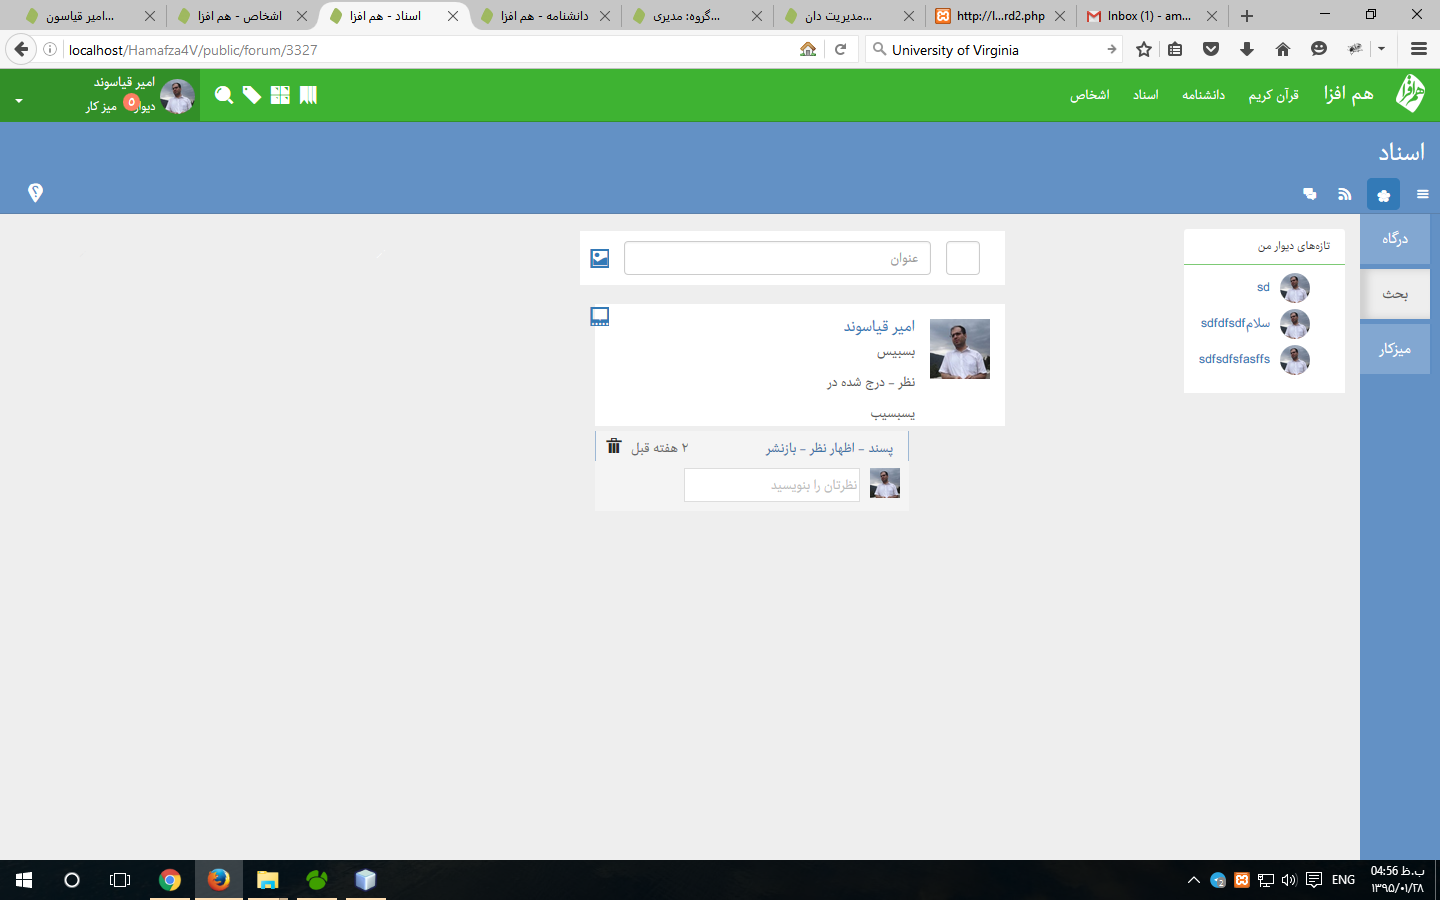 امیر قیاسون...
اشخاص - هم افزا
اسناد - هم افزا
دانشنامه - هم افزا
گروه: مدیری...
مدیریت دان...
http://l...rd2.php
Inbox (1) - am...
localhost/Hamafza4V/public/forum/3327
University of Virginia
هم افزا
قرآن کریم
دانشنامه
اسناد
اشخاص
امیر قیاسوند
دیوار ۵ میز کار
اسناد
درگاه
بحث
میزکار
تازه‌های دیوار من
sd
سلامsdfdfsdf
sdfsdfsfasffs
عنوان
امیر قیاسوند
بسبیس
نظر - درج شده در
یسبسیب
پسند - اظهار نظر - بازنشر
۲ هفته قبل
نظرتان را بنویسید
ENG
04:56 ب.ظ
۱۳۹۵/۰۱/۲۸